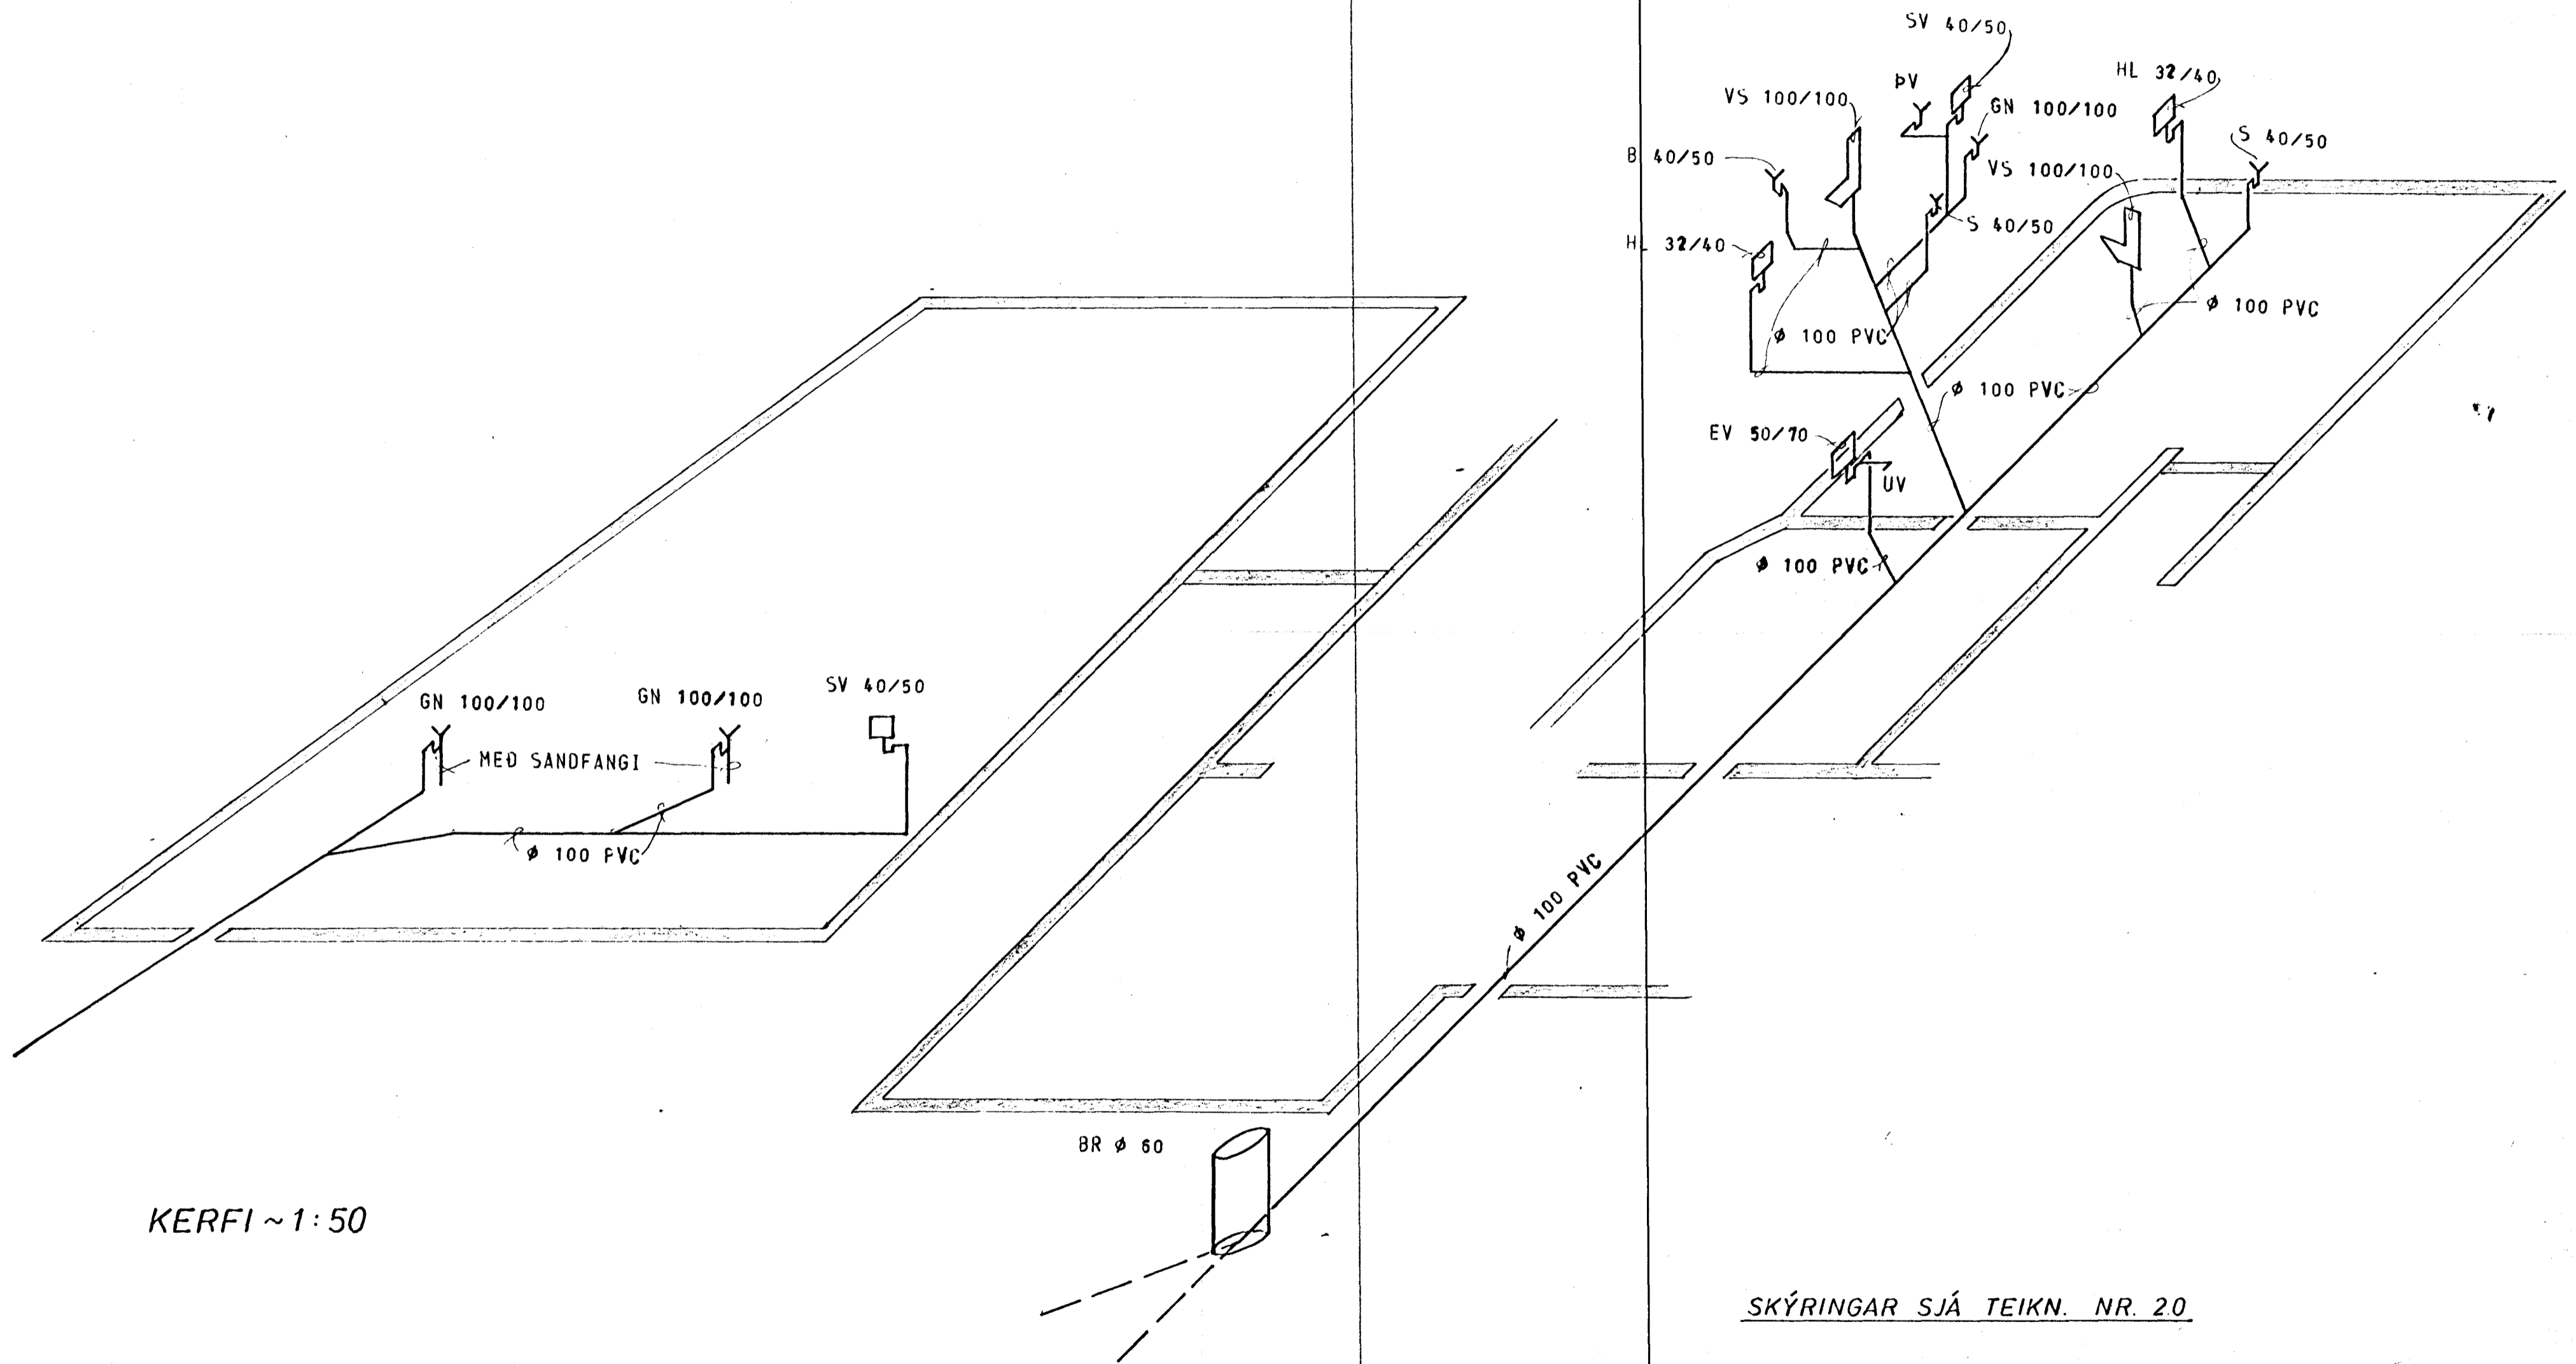 SV 40/50
HL 32/40
ÞV
VS 100/100
GN 100/100
S 40/50
B 40/50
VS 100/100
S 40/50
HL 32/40
Ø 100 PVC
Ø 100 PVC
Ø 100 PVC
EV 50/70
UV
Ø 100 PVC
SV 40/50
GN 100/100
GN 100/100
MEÐ SANDFANGI
Ø 100 PVC
Ø 100 PVC
BR Ø 60
KERFI ~ 1:50
SKÝRINGAR SJÁ TEIKN. NR. 2.0